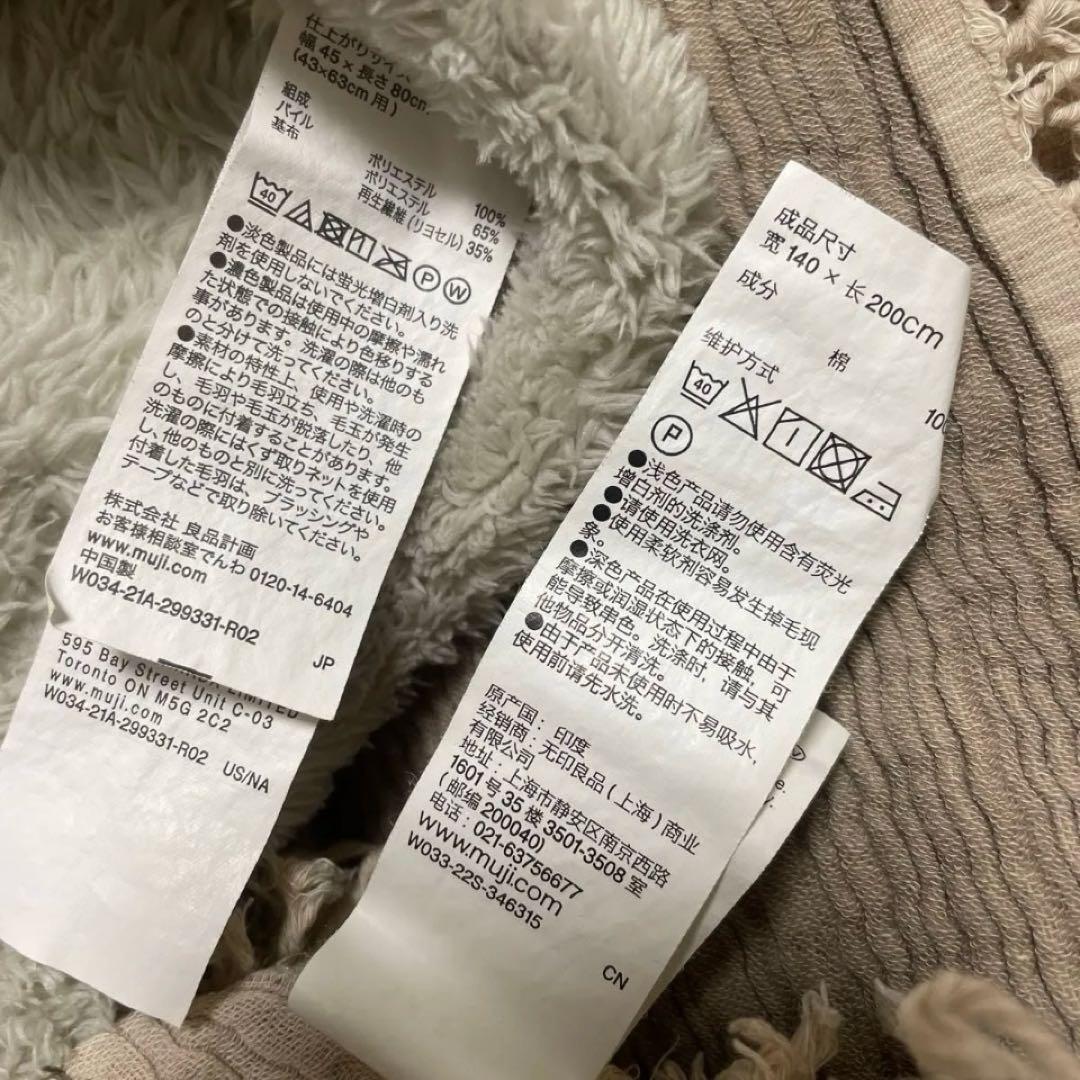 仕上がりサイズ
幅 45 × 長さ 80cm
(43×63cm 用)
組成
パイル
基布
ポリエステル 100%
ポリエステル 65%
再生繊維 (リヨセル) 35%
40
P W
●淡色製品には蛍光増白剤入り洗
剤を使用しないでください。
●濃色製品は使用中の摩擦や濡れ
た状態での接触により色移りする
事があります。洗濯の際は他のも
のと分けて洗ってください。
●素材の特性上、使用や洗濯時の
摩擦により毛羽立ち、毛玉が発生
し、毛羽や毛玉が脱落したり、他
のものに付着することがあります。
洗濯の際にはくず取りネットを使用
し、他のものと別に洗ってください。
付着した毛羽は、ブラッシングや
テープなどで取り除いてください。
株式会社 良品計画
お客様相談室でんわ 0120-14-6404
www.muji.com
中国製
W034-21A-299331-R02
JP
LIMITED
595 Bay Street Unit C-03
Toronto ON M5G 2C2
www.muji.com
W034-21A-299331-R02
US/NA
成品尺寸
宽 140 × 长 200cm
成分
棉
维护方式
40
P
●浅色产品请勿使用含有荧光
增白剂的洗涤剂。
●请使用洗衣网。
●使用柔软剂容易发生掉毛现
象。
●深色产品在使用过程中由于
摩擦或润湿状态下的接触，可
能导致串色。洗涤时，请与其
他物品分开清洗。
●由于产品未使用时不易吸水，
使用前请先水洗。
原产国：印度
经销商：无印良品 (上海) 商业
有限公司
地址：上海市静安区南京西路
1601 号 35 楼 3501-3508 室
(邮编 200040)
电话：021-63756677
www.muji.com
W033-22S-346315
CN